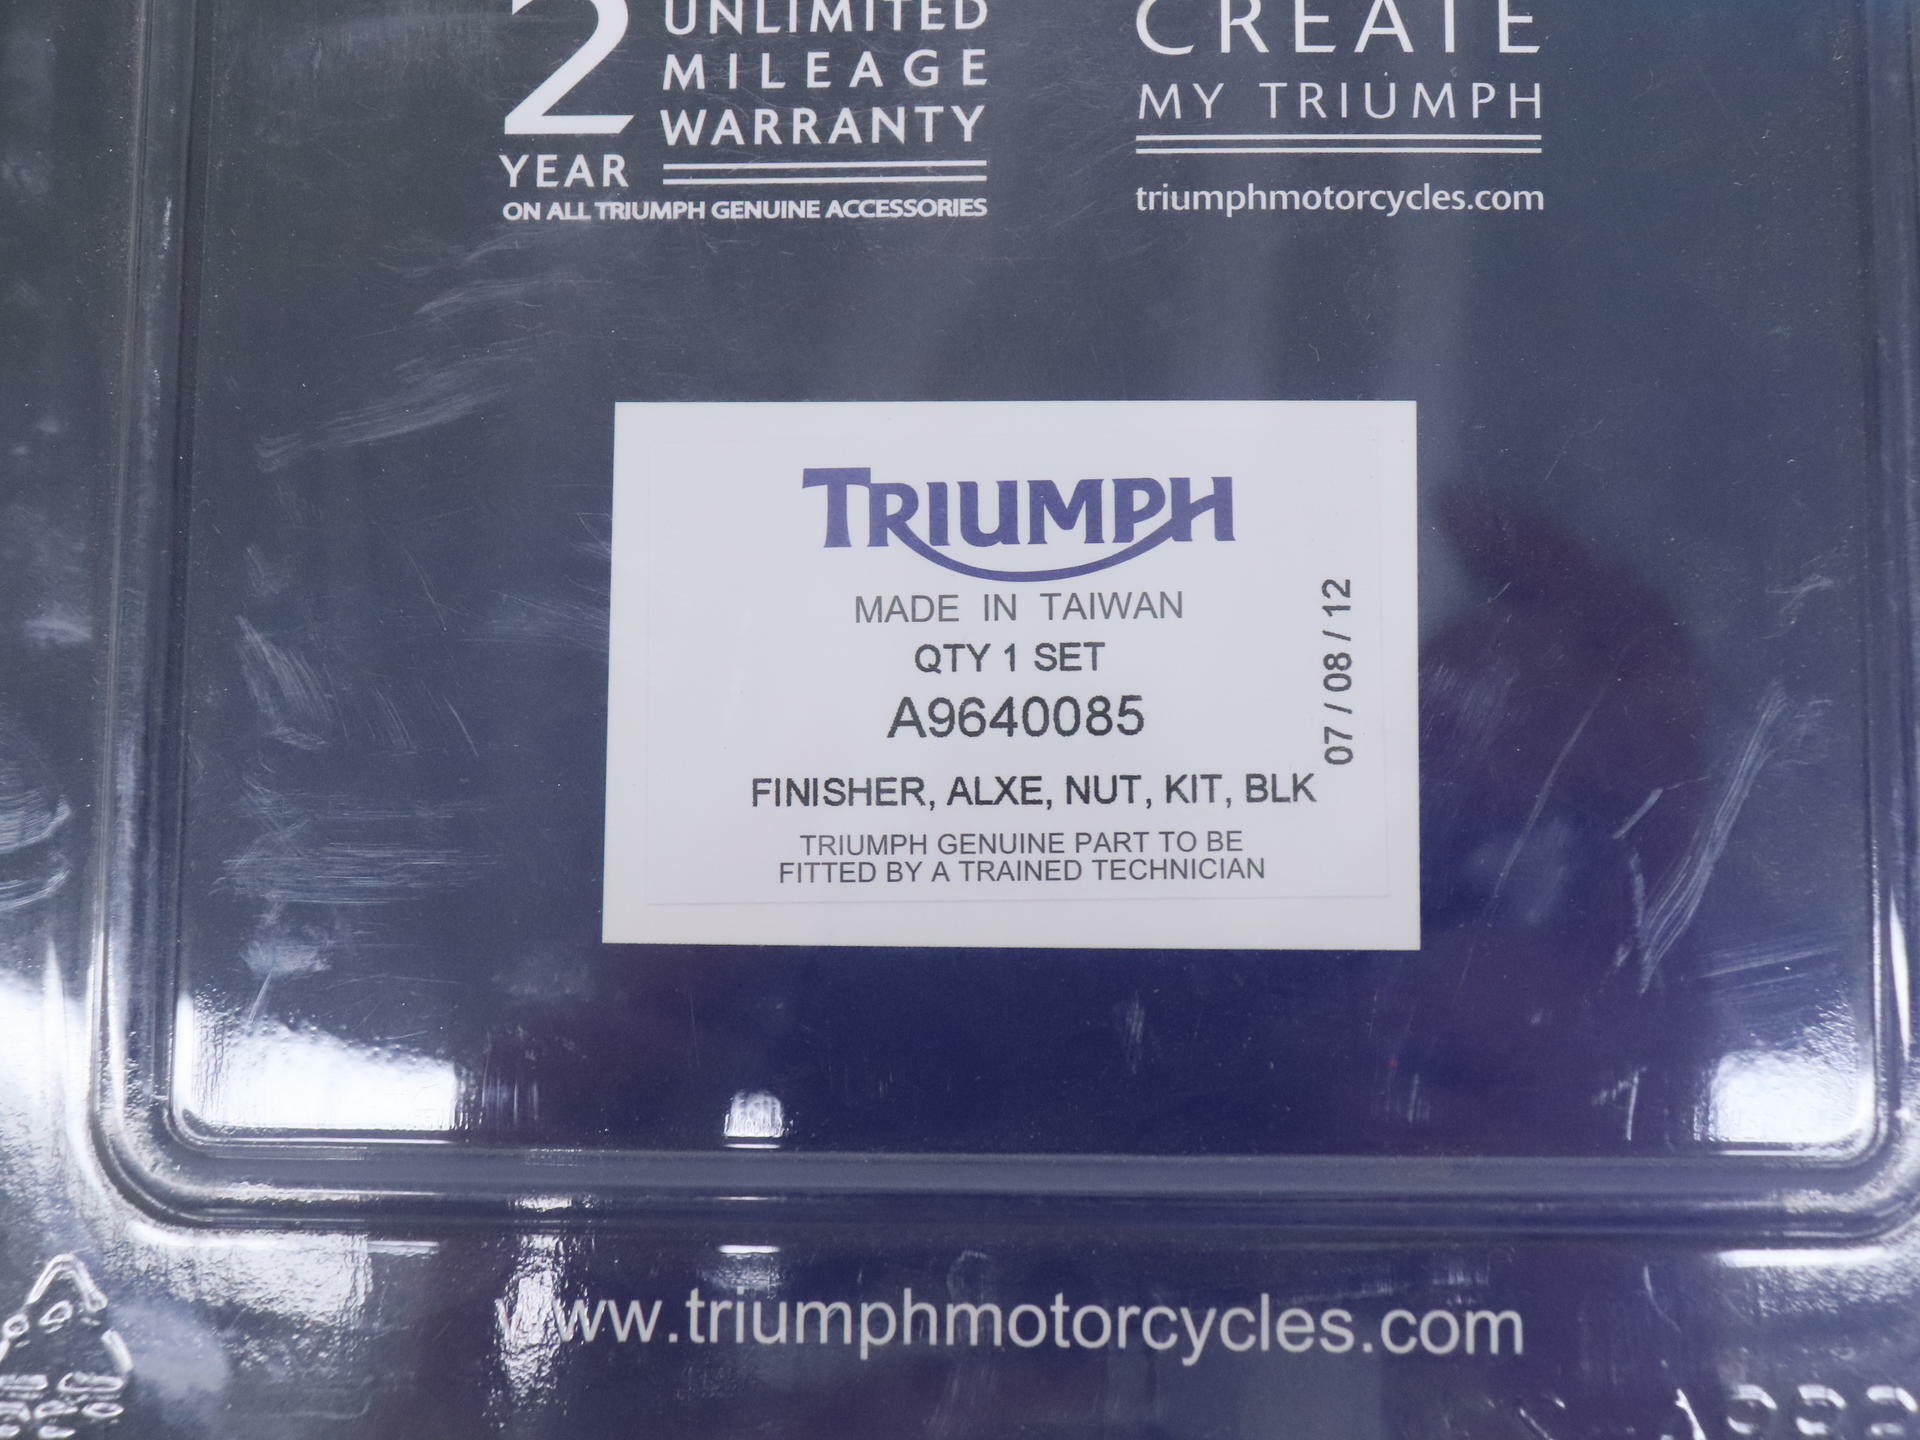 2
YEAR
UNLIMITED
MILEAGE
WARRANTY
ON ALL TRIUMPH GENUINE ACCESSORIES
CREATE
MY TRIUMPH
triumphmotorcycles.com
TRIUMPH
MADE IN TAIWAN
QTY 1 SET
A9640085
07/08/12
FINISHER, ALXE, NUT, KIT, BLK
TRIUMPH GENUINE PART TO BE
FITTED BY A TRAINED TECHNICIAN
www.triumphmotorcycles.com